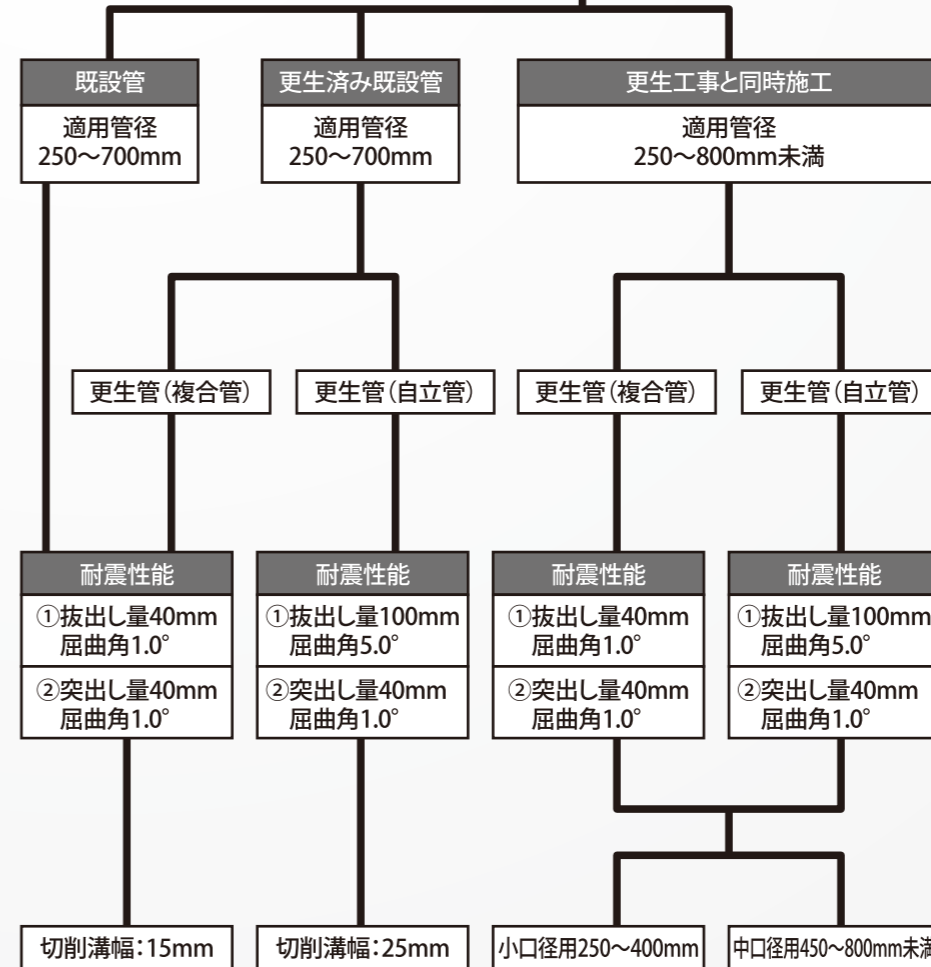 既設管
適用管径
250～700mm
更生済み既設管
適用管径
250～700mm
更生工事と同時施工
適用管径
250～800mm未満
更生管（複合管）
更生管（自立管）
更生管（複合管）
更生管（自立管）
耐震性能
①抜出し量40mm
屈曲角1.0°
②突出し量40mm
屈曲角1.0°
耐震性能
①抜出し量100mm
屈曲角5.0°
②突出し量40mm
屈曲角1.0°
耐震性能
①抜出し量40mm
屈曲角1.0°
②突出し量40mm
屈曲角1.0°
耐震性能
①抜出し量100mm
屈曲角5.0°
②突出し量40mm
屈曲角1.0°
切削溝幅：15mm
切削溝幅：25mm
小口径用250～400mm
中口径用450～800mm未満